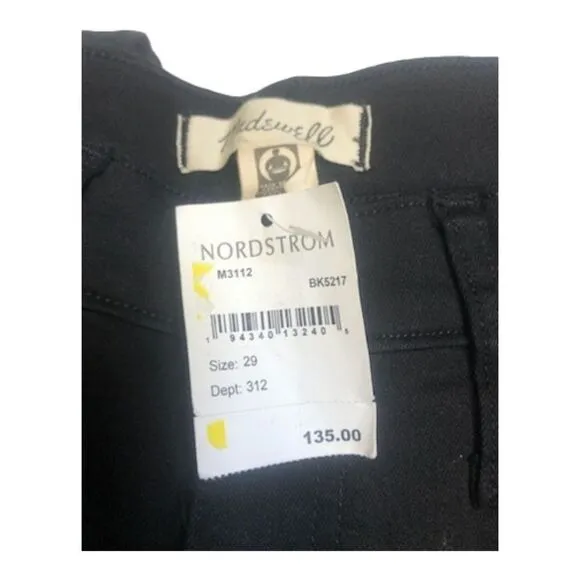 Madewell
NORDSTROM
M3112
BK5217
1 94340 13240 5
Size: 29
Dept: 312
135.00